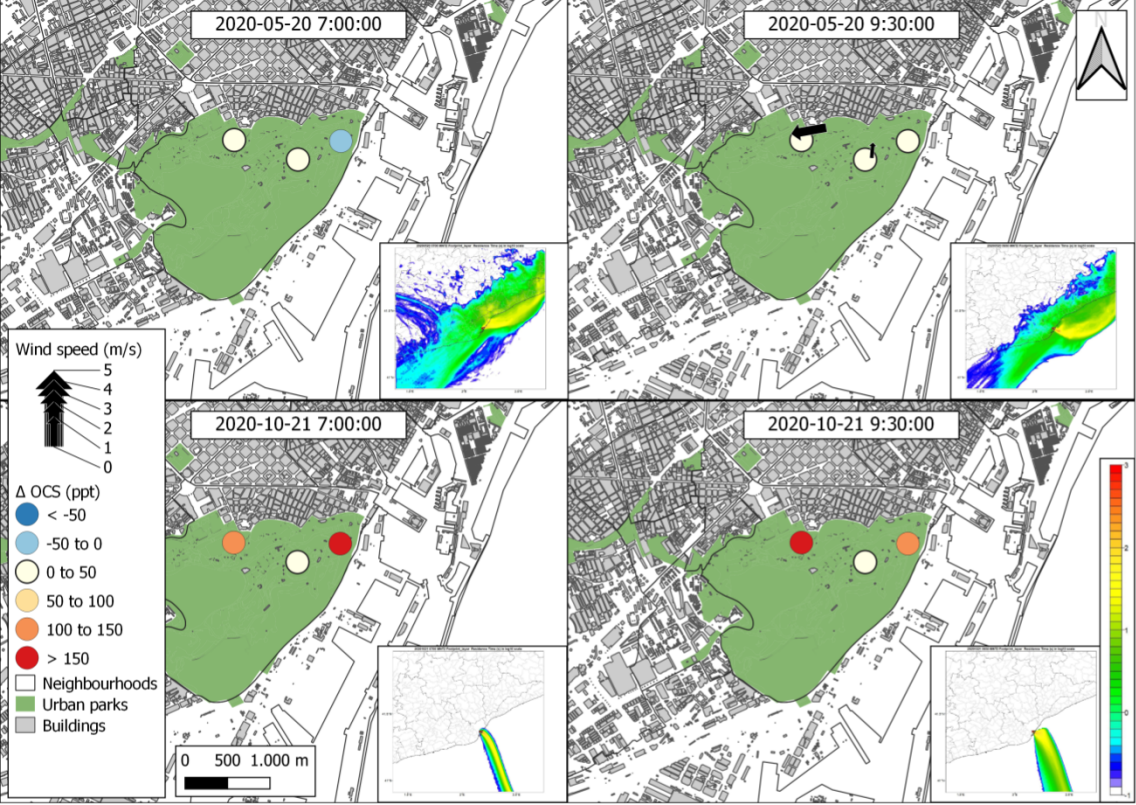 2020-05-20 7:00:00
2020-05-20 9:30:00
N
Wind speed (m/s)
5
4
3
2
1
0
2020-10-21 7:00:00
2020-10-21 9:30:00
Δ OCS (ppt)
< -50
-50 to 0
0 to 50
50 to 100
100 to 150
> 150
Neighbourhoods
Urban parks
Buildings
0 500 1.000 m
3
2
1
0
-1